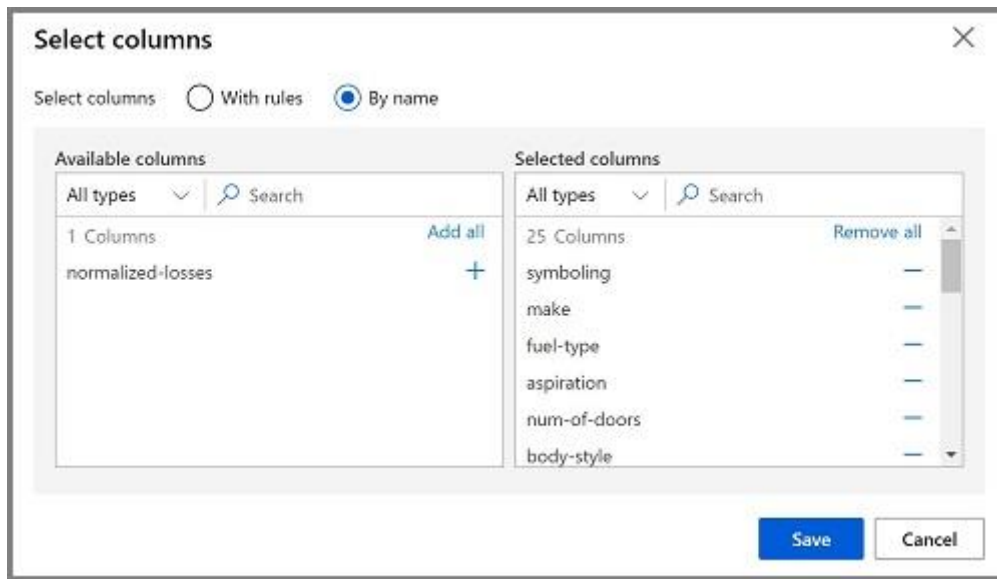 Select columns
Select columns With rules By name
Available columns
All types Search
1 Columns Add all
normalized-losses
Selected columns
All types Search
25 Columns Remove all
symboling
make
fuel-type
aspiration
num-of-doors
body-style
Save Cancel